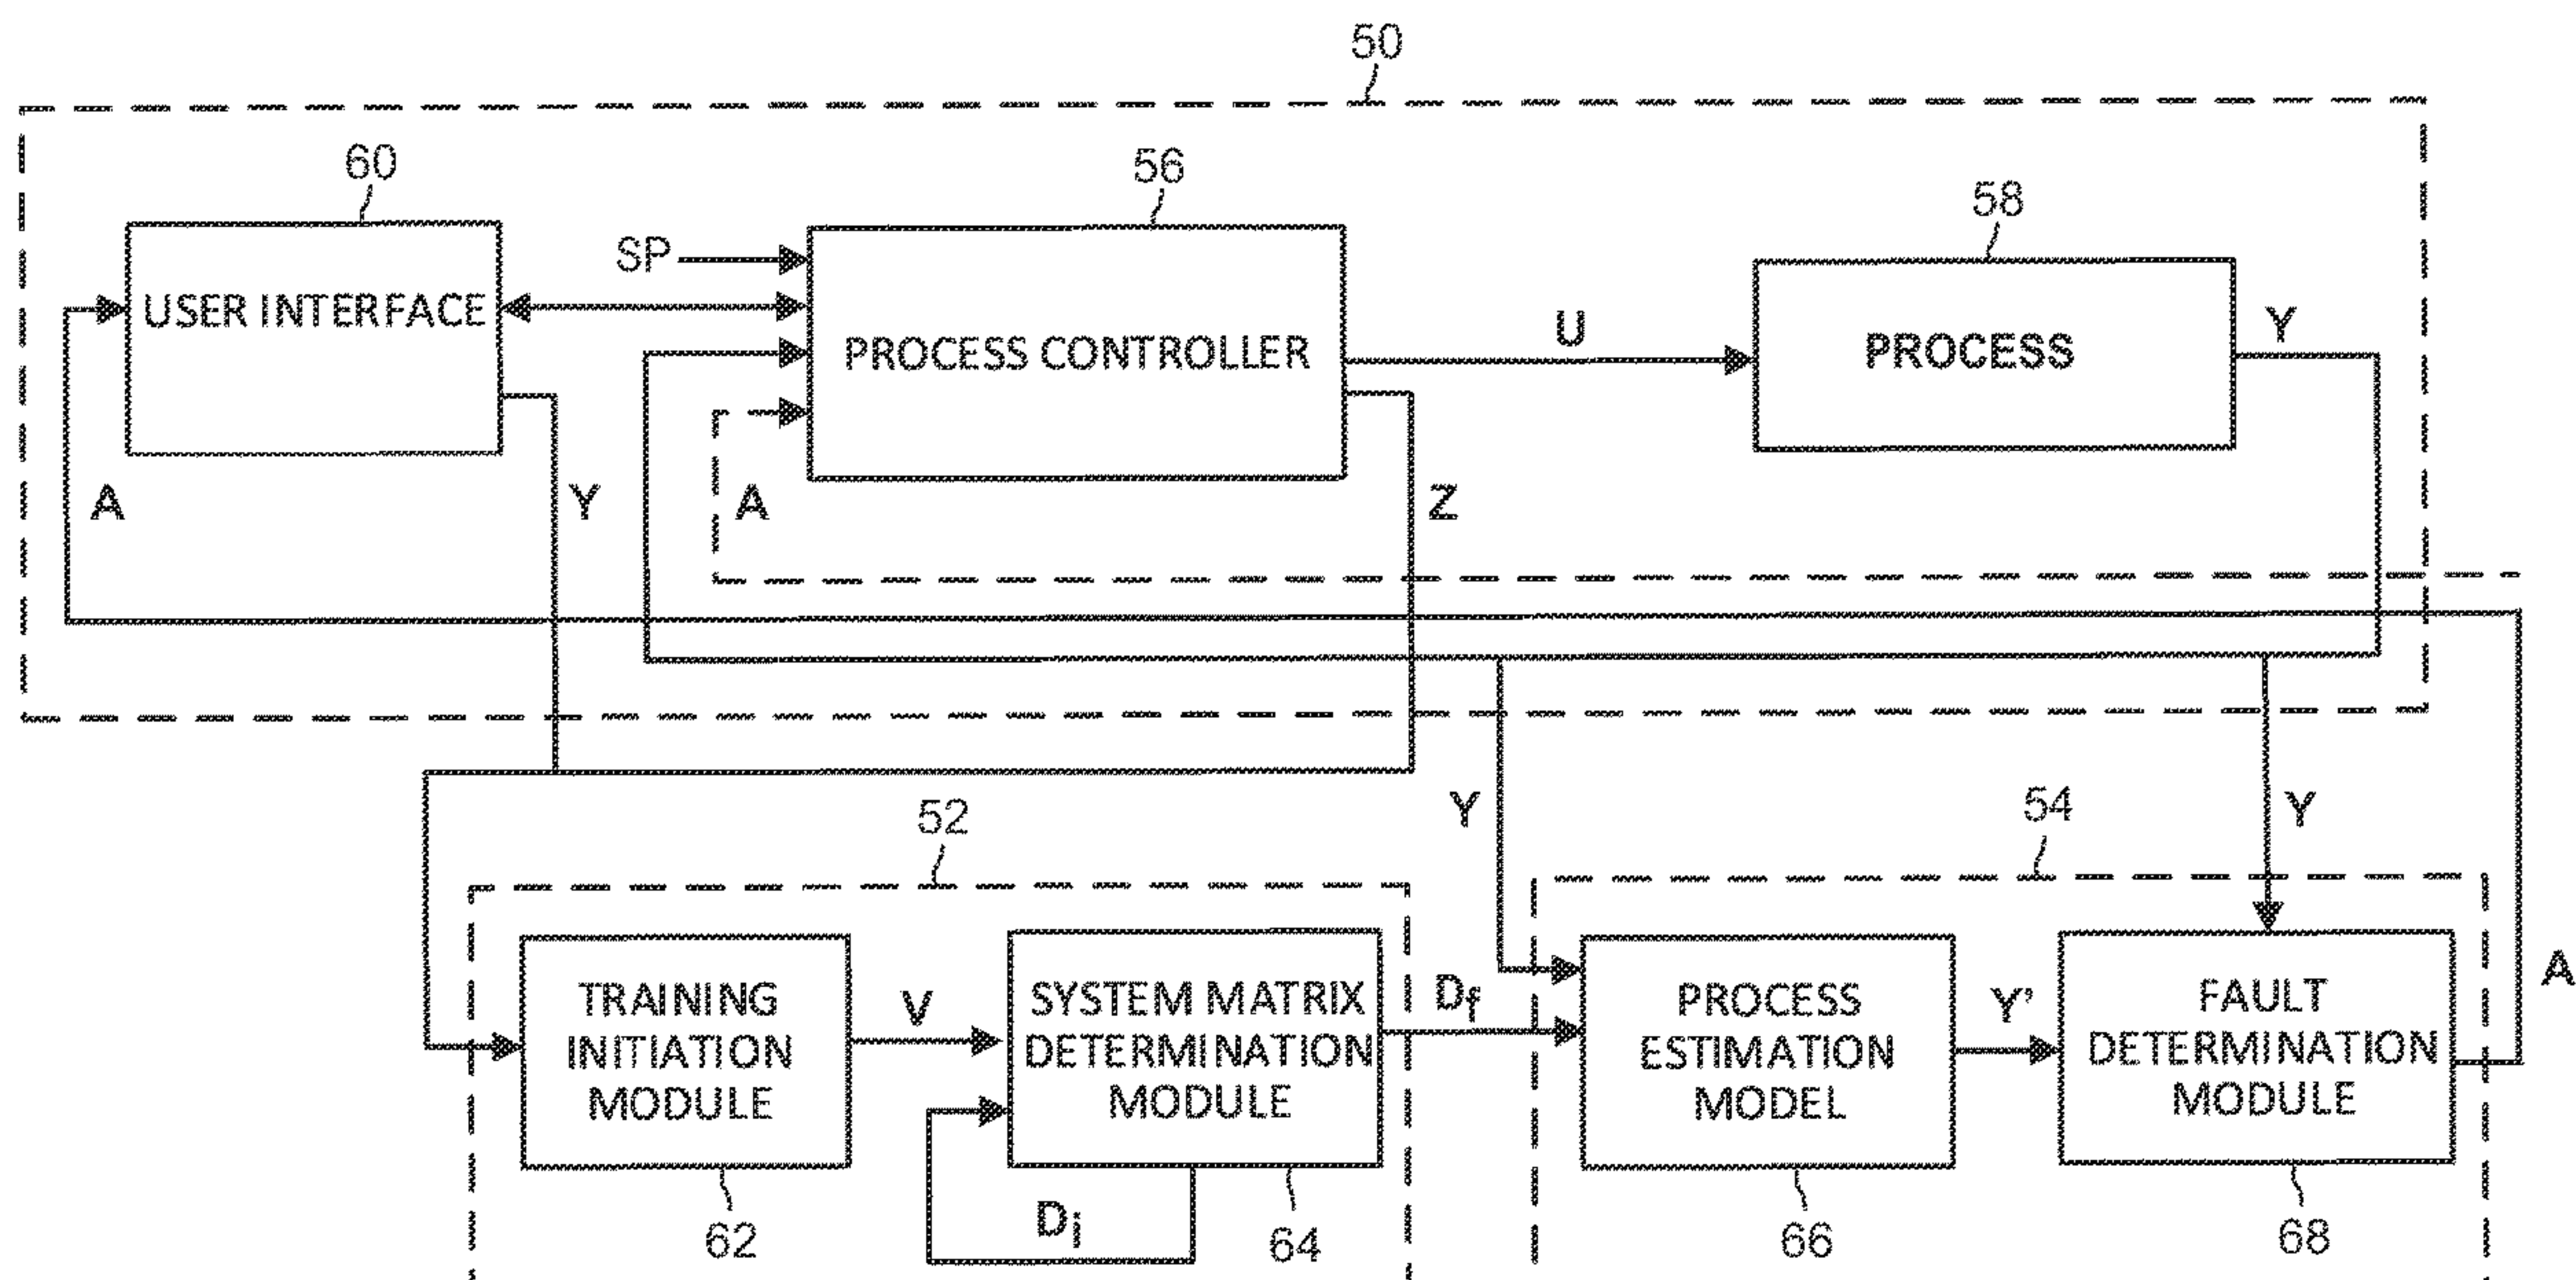 50
60
56
58
SP
USER INTERFACE
PROCESS CONTROLLER
U
PROCESS
Y
A
Y
A
Z
52
Y
54
Y
TRAINING
INITIATION
MODULE
V
SYSTEM MATRIX
DETERMINATION
MODULE
Df
PROCESS
ESTIMATION
MODEL
Y'
FAULT
DETERMINATION
MODULE
A
62
Di
64
66
68